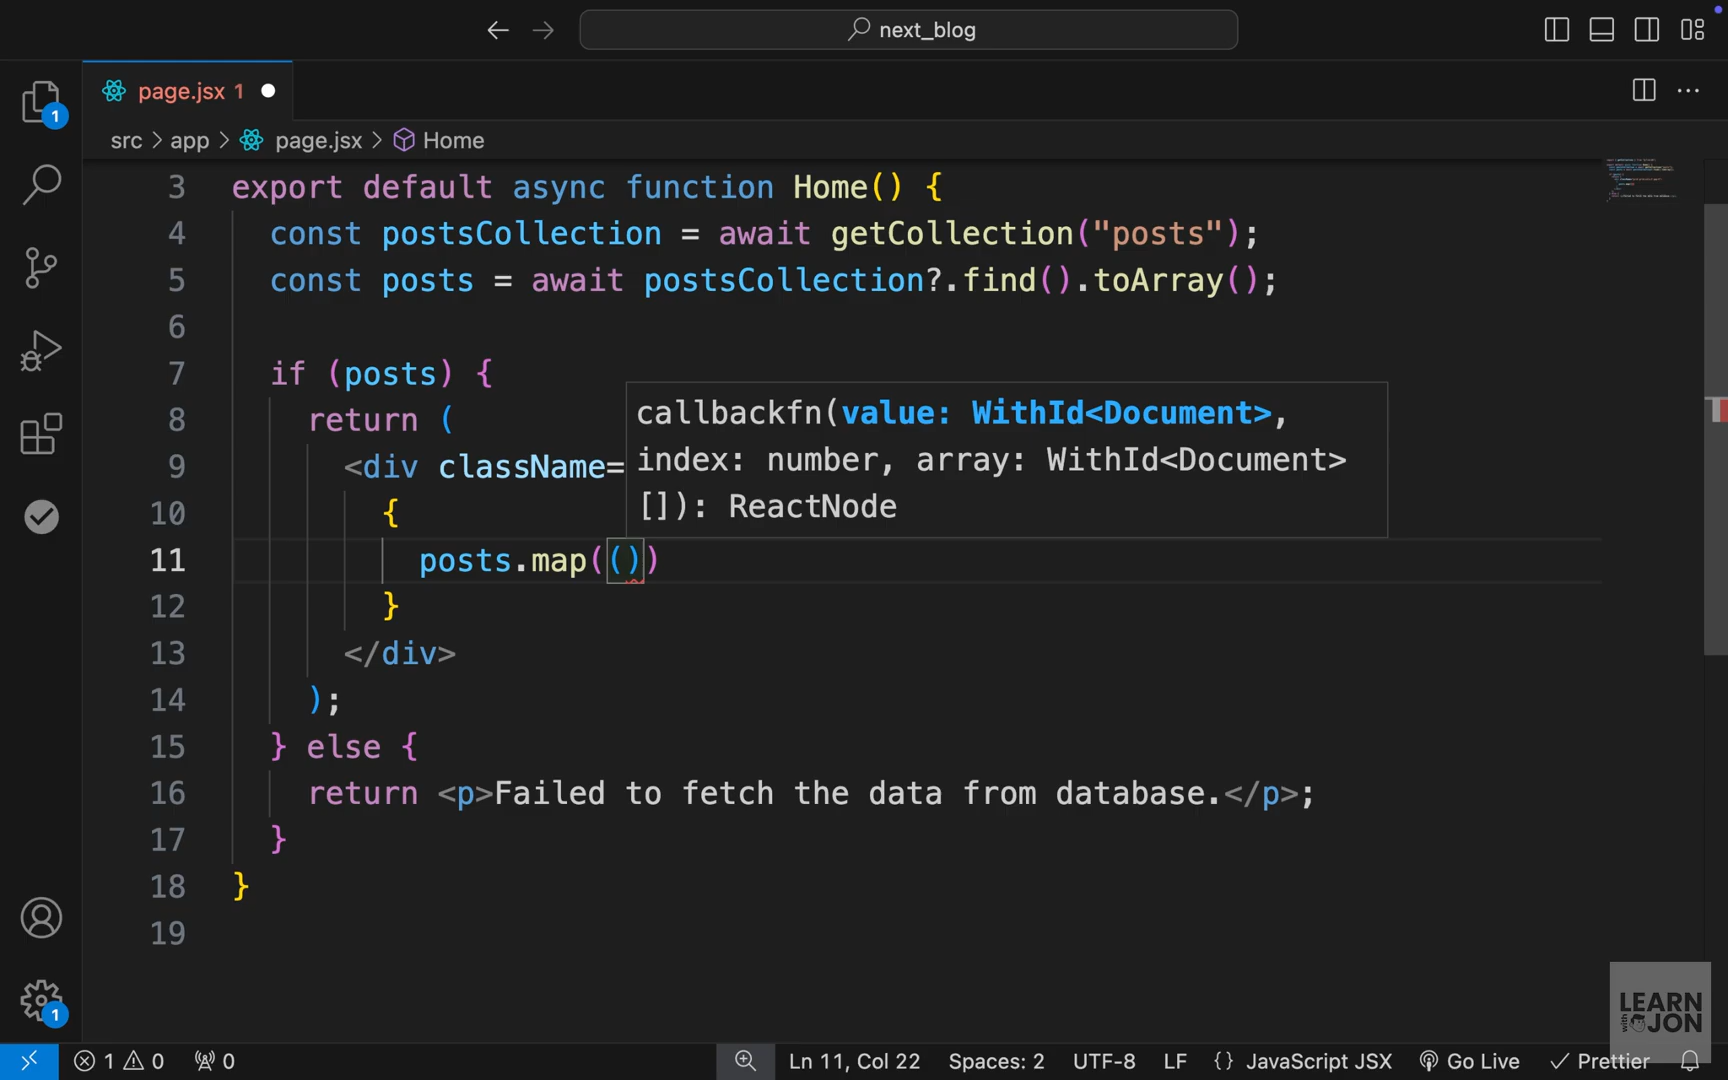 next_blog
page.jsx 1
src > app > page.jsx > Home
1
3 export default async function Home() {
4 const postsCollection = await getCollection("posts");
5 const posts = await postsCollection?.find().toArray();
6
7 if (posts) {
8 return (
callbackfn(value: WithId<Document>,
9 <div className=
index: number, array: WithId<Document>
10 {
[]): ReactNode
11 posts.map(())
12 }
13 </div>
14 );
15 } else {
16 return <p>Failed to fetch the data from database.</p>;
17 }
18 }
19
1
LEARN
with JON
1 0 0 Ln 11, Col 22 Spaces: 2 UTF-8 LF {} JavaScript JSX Go Live Prettier